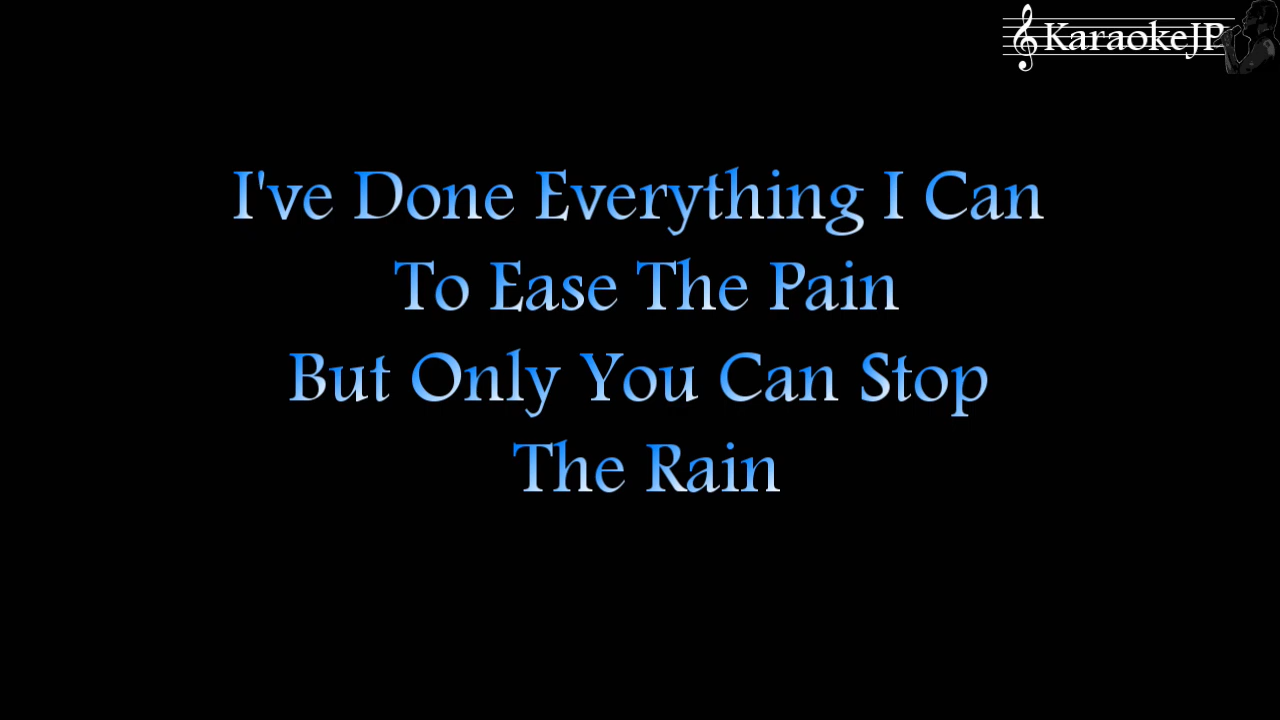 KaraokeJP
I've Done Everything I Can
To Ease The Pain
But Only You Can Stop
The Rain